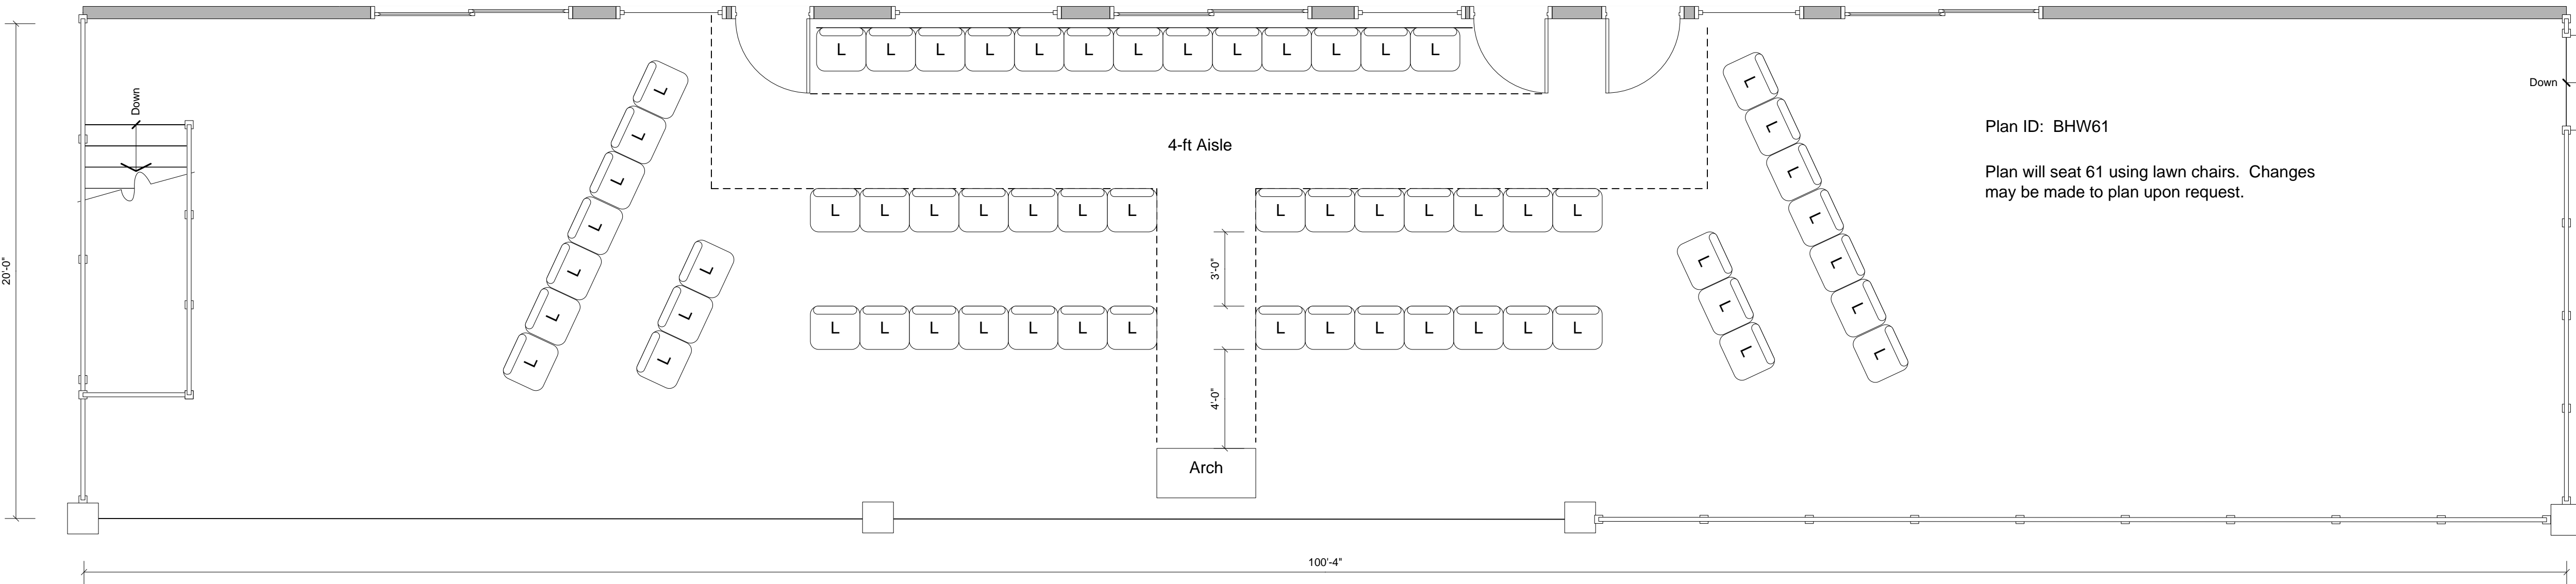 L L L L L L L L L L L L L
Down
Down
20'-0"
4-ft Aisle
Plan ID: BHW61
Plan will seat 61 using lawn chairs. Changes
may be made to plan upon request.
L L L L L L L
L L L
L L L L L L L
L L L L L L L
3'-0"
L L L L L L L
L L L L L L L
L L L
L L L L L L L
4'-0"
Arch
100'-4"